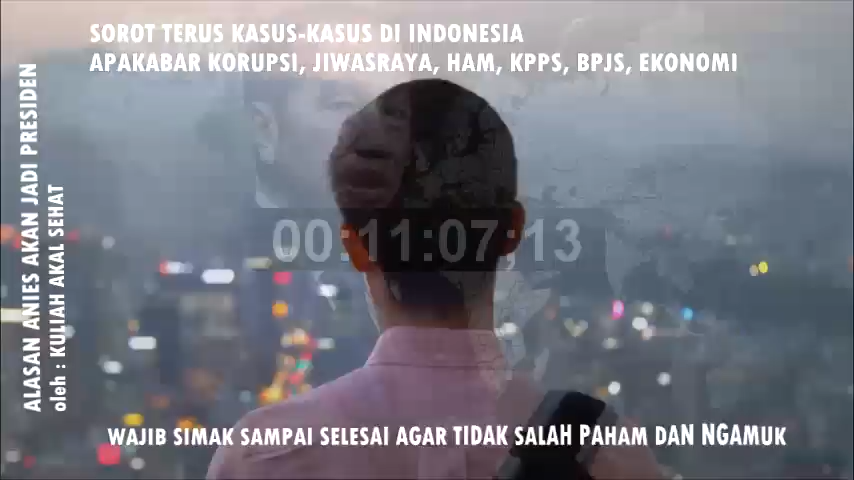 SOROT TERUS KASUS-KASUS DI INDONESIA
APAKABAR KORUPSI, JIWASRAYA, HAM, KPPS, BPJS, EKONOMI
ALASAN ANIES AKAN JADI PRESIDEN
oleh : KULIAH AKAL SEHAT
00:11:07;13
WAJIB SIMAK SAMPAI SELESAI AGAR TIDAK SALAH PAHAM DAN NGAMUK